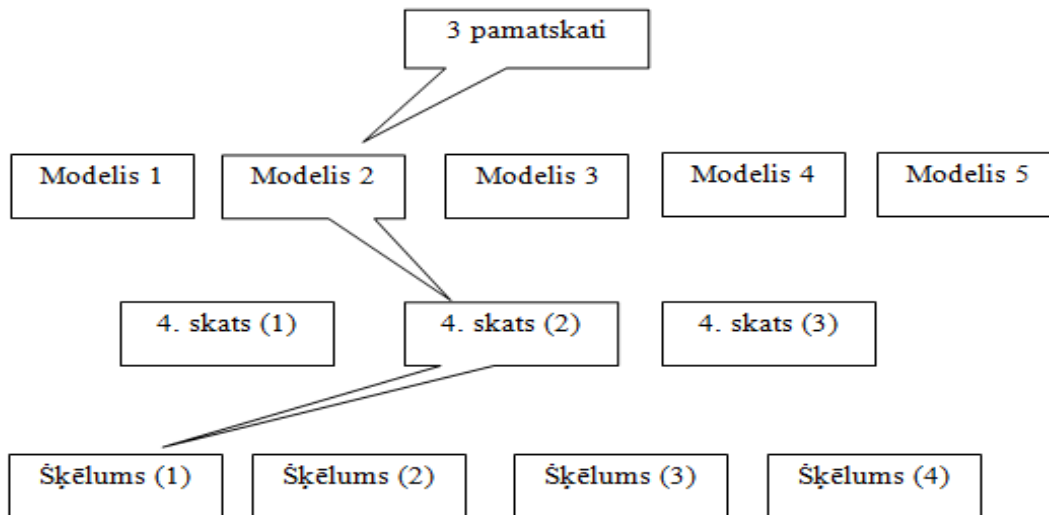 3 pamatskati
Modelis 1
Modelis 2
Modelis 3
Modelis 4
Modelis 5
4. skats (1)
4. skats (2)
4. skats (3)
Šķēlums (1)
Šķēlums (2)
Šķēlums (3)
Šķēlums (4)